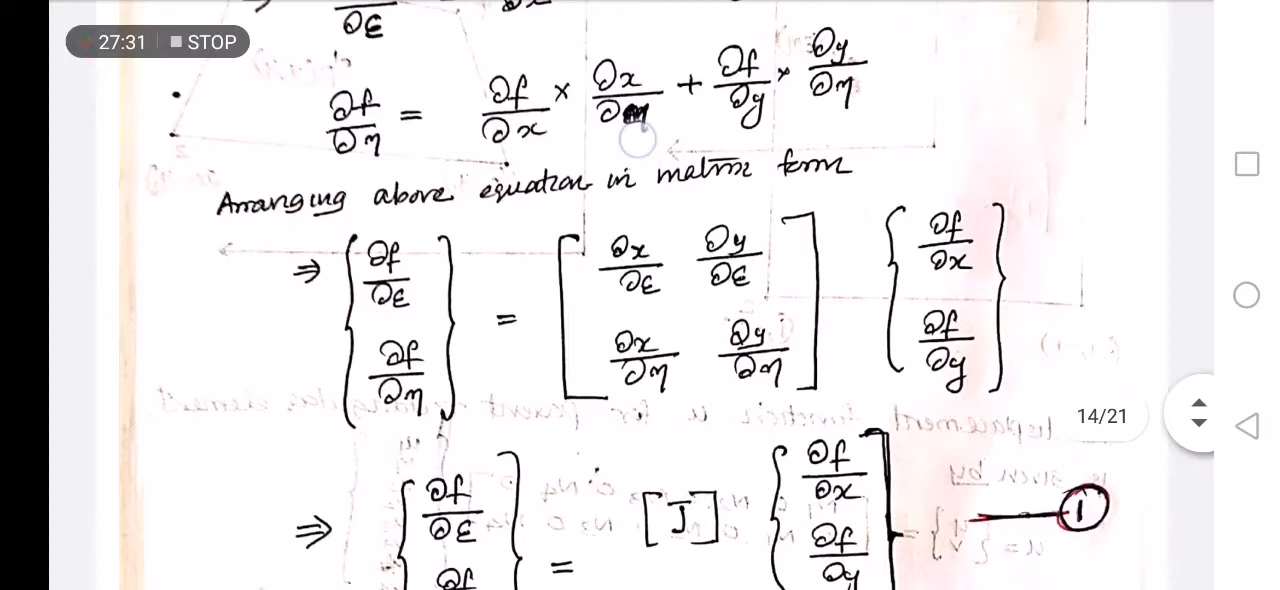 ∂ε
27:31 STOP
∂f/∂η = ∂f/∂x × ∂x/∂η + ∂f/∂y × ∂y/∂η
Arranging above equation in matrix form
⇒ {∂f/∂ε ∂f/∂η} = [∂x/∂ε ∂y/∂ε ∂x/∂η ∂y/∂η] {∂f/∂x ∂f/∂y}
14/21
⇒ {∂f/∂ε ∂f} = [J] {∂f/∂x ∂f/∂y} ①